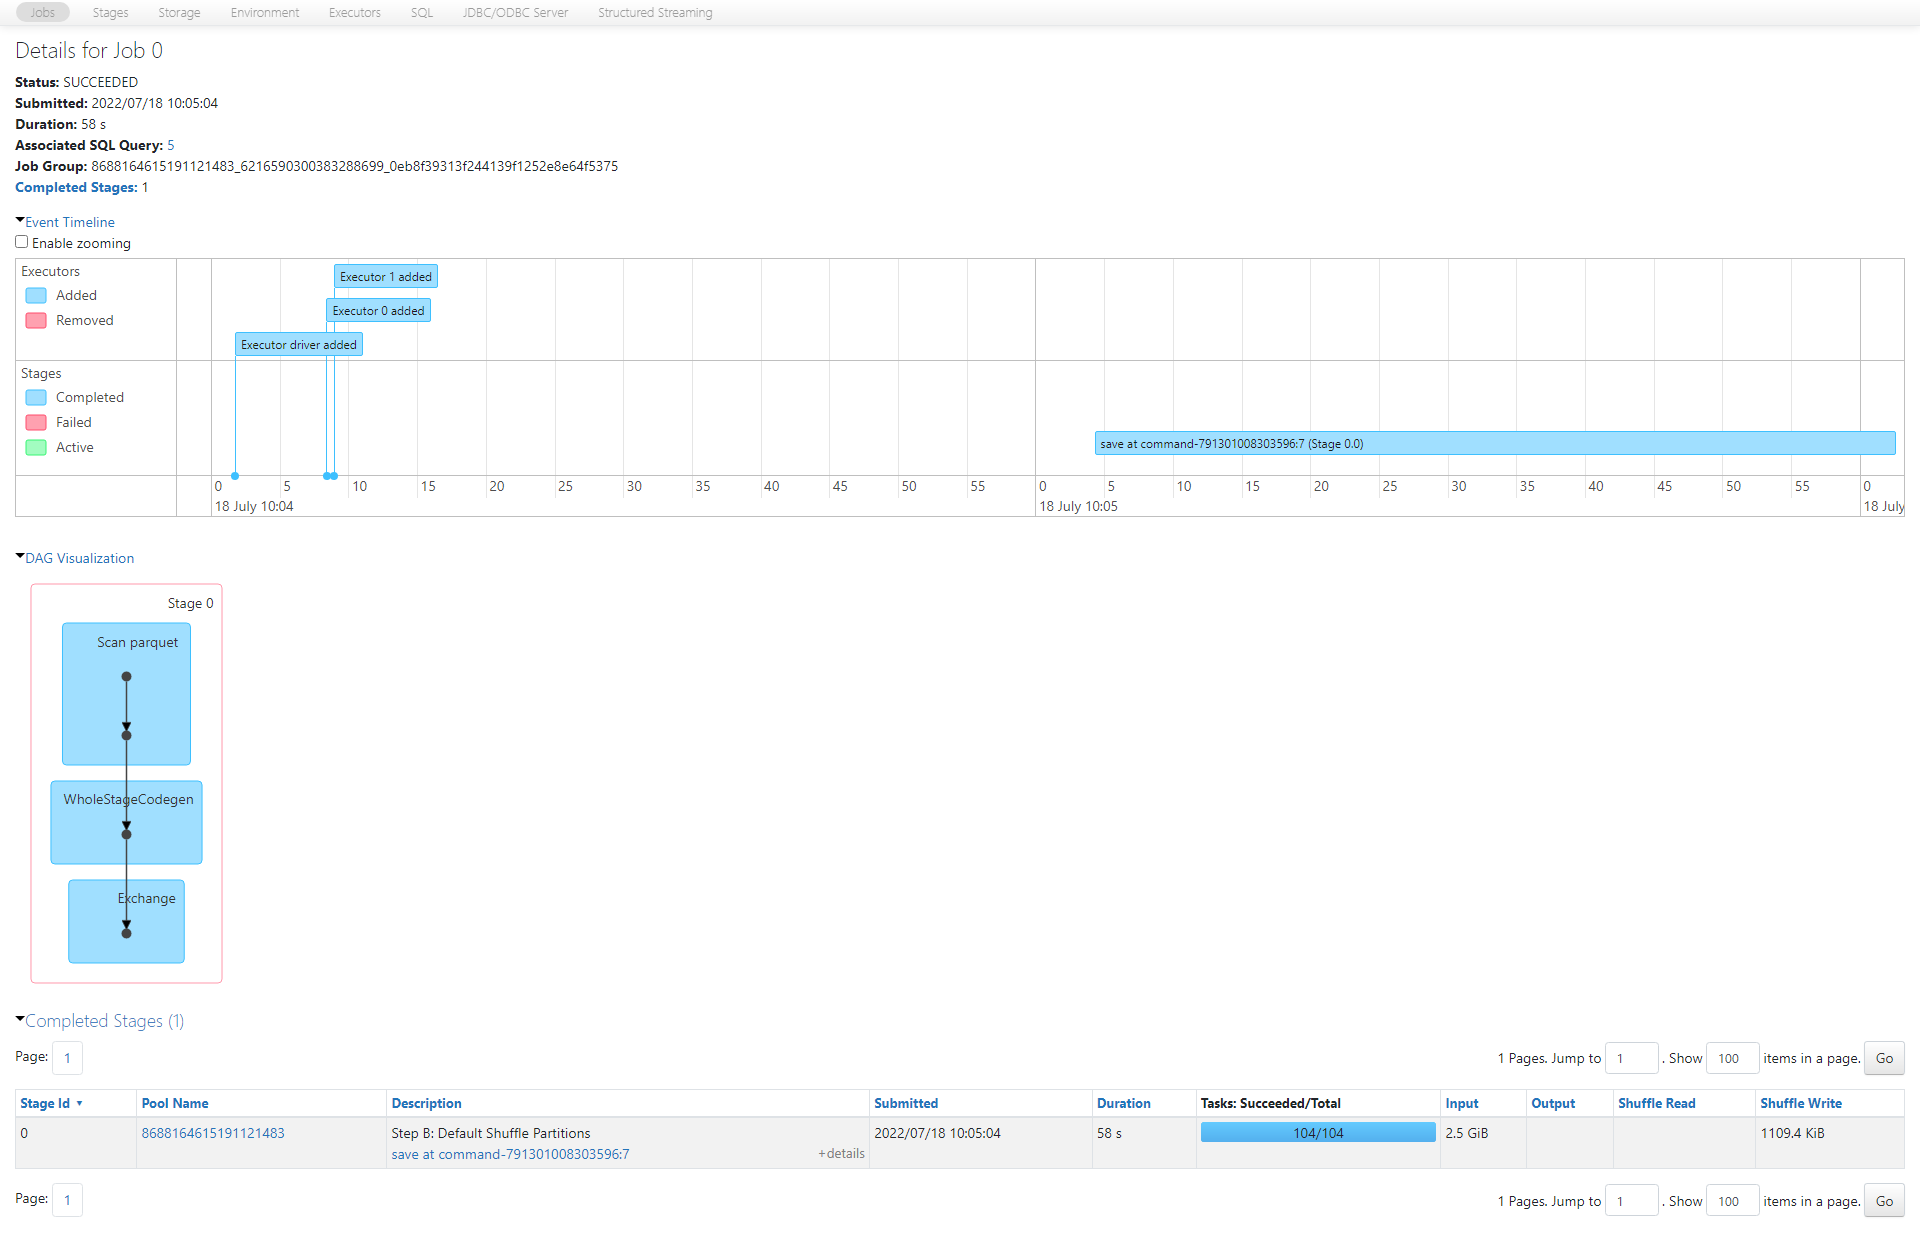 Jobs Stages Storage Environment Executors SQL JDBC/ODBC Server Structured Streaming
Details for Job 0
Status: SUCCEEDED
Submitted: 2022/07/18 10:05:04
Duration: 58 s
Associated SQL Query: 5
Job Group: 8688164615191121483_6216590300383288699_0eb8f39313f244139f1252e8e64f5375
Completed Stages: 1
Event Timeline
Enable zooming
Executors
Added
Removed
Executor 1 added
Executor 0 added
Executor driver added
Stages
Completed
Failed
Active
save at command-791301008303596:7 (Stage 0.0)
0 5 10 15 20 25 30 35 40 45 50 55 0 5 10 15 20 25 30 35 40 45 50 55 0
18 July 10:04 18 July 10:05 18 July
DAG Visualization
Stage 0
Scan parquet
WholeStageCodegen
Exchange
Completed Stages (1)
Page: 1 1 Pages. Jump to 1 . Show 100 items in a page. Go
Stage Id Pool Name Description Submitted Duration Tasks: Succeeded/Total Input Output Shuffle Read Shuffle Write
0 8688164615191121483 Step B: Default Shuffle Partitions 2022/07/18 10:05:04 58 s 104/104 2.5 GiB 1109.4 KiB
save at command-791301008303596:7 +details
Page: 1 1 Pages. Jump to 1 . Show 100 items in a page. Go